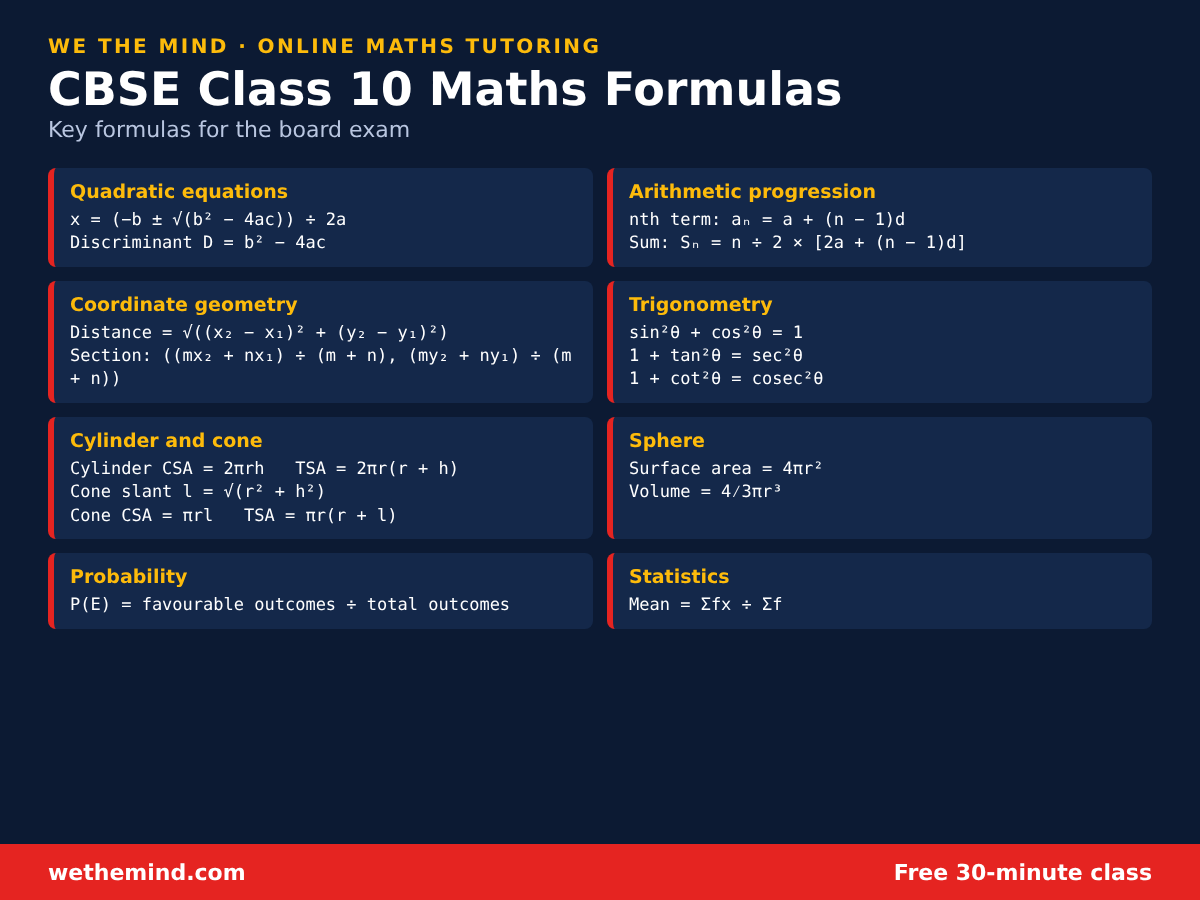 WE THE MIND · ONLINE MATHS TUTORING
CBSE Class 10 Maths Formulas
Key formulas for the board exam
Quadratic equations
x = (−b ± √(b² − 4ac)) ÷ 2a
Discriminant D = b² − 4ac
Arithmetic progression
nth term: aₙ = a + (n − 1)d
Sum: Sₙ = n ÷ 2 × [2a + (n − 1)d]
Coordinate geometry
Distance = √((x₂ − x₁)² + (y₂ − y₁)²)
Section: ((mx₂ + nx₁) ÷ (m + n), (my₂ + ny₁) ÷ (m
+ n))
Trigonometry
sin²θ + cos²θ = 1
1 + tan²θ = sec²θ
1 + cot²θ = cosec²θ
Cylinder and cone
Cylinder CSA = 2πrh   TSA = 2πr(r + h)
Cone slant l = √(r² + h²)
Cone CSA = πrl   TSA = πr(r + l)
Sphere
Surface area = 4πr²
Volume = 4⁄3πr³
Probability
P(E) = favourable outcomes ÷ total outcomes
Statistics
Mean = Σfx ÷ Σf
wethemind.com
Free 30-minute class